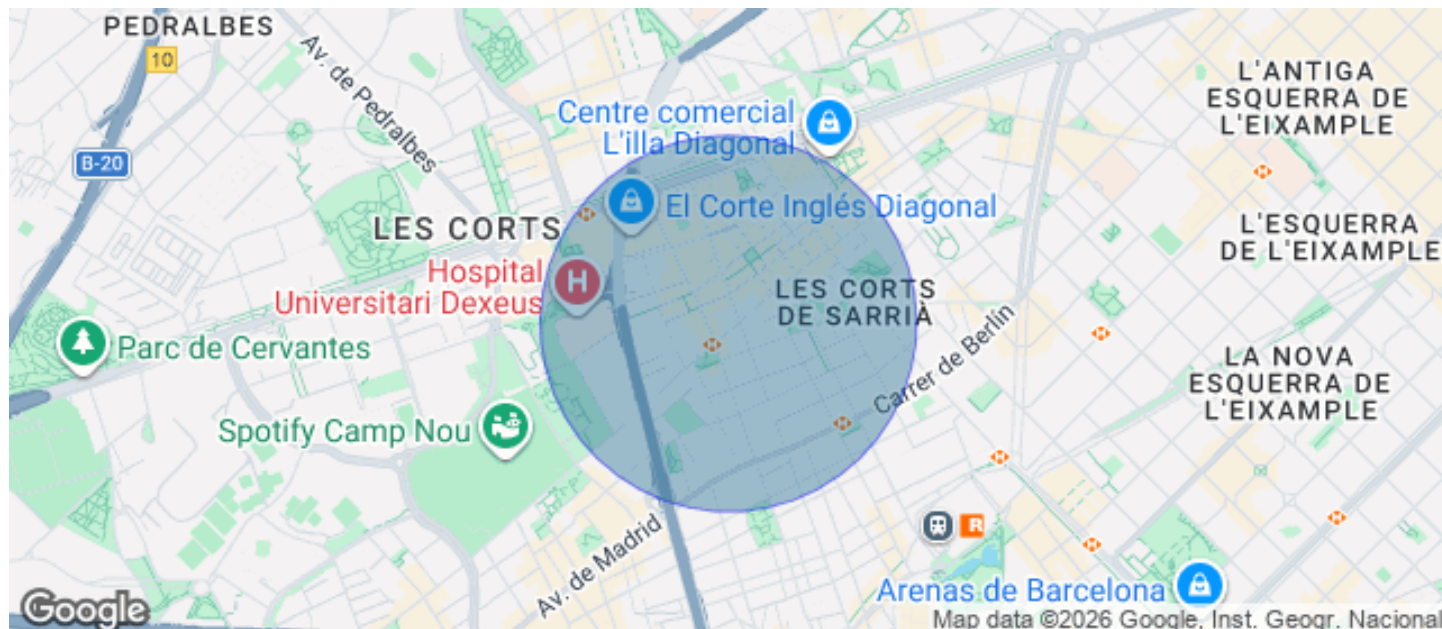 PEDRALBES
10
Av. de Pedralbes
B-20
L'ANTIGA
ESQUERRA DE
L'EIXAMPLE
Centre comercial
L'illa Diagonal
El Corte Inglés Diagonal
LES CORTS
L'ESQUERRA
DE L'EIXAMPLE
Hospital
Universitari Dexeus
H
LES CORTS
DE SARRIÀ
Parc de Cervantes
Carrer de Berlín
LA NOVA
ESQUERRA DE
L'EIXAMPLE
Spotify Camp Nou
R
Av. de Madrid
Arenas de Barcelona
Google
Map data ©2026 Google, Inst. Geogr. Nacional